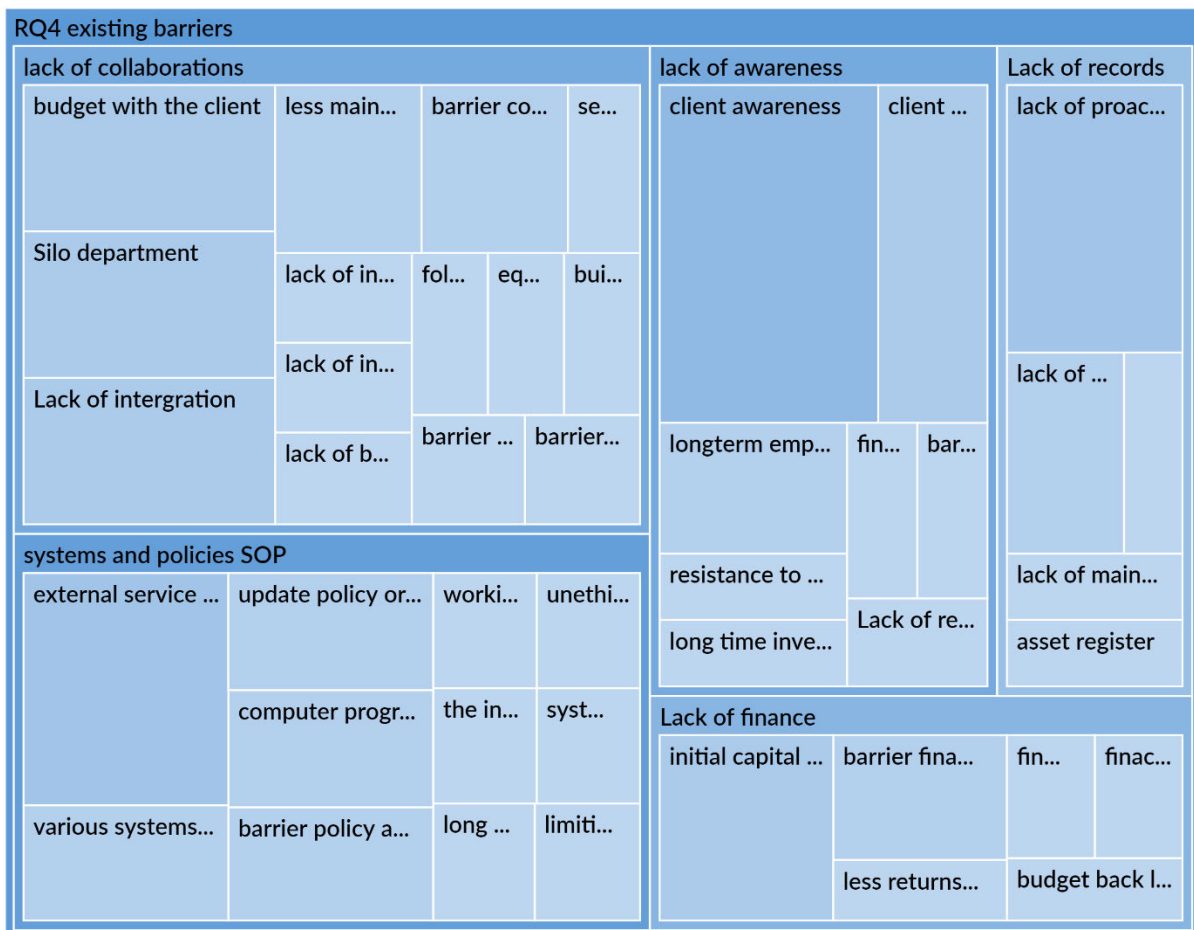 RQ4 existing barriers
lack of collaborations
budget with the client
less main...
barrier co...
se...
Silo department
lack of in...
fol...
eq...
bui...
lack of in...
Lack of intergration
lack of b...
barrier ...
barrier...
systems and policies SOP
external service ...
update policy or...
worki...
unethi...
computer progr...
the in...
syst...
various systems...
barrier policy a...
long ...
limiti...
lack of awareness
client awareness
client ...
longterm emp...
fin...
bar...
resistance to ...
Lack of re...
long time inve...
Lack of records
lack of proac...
lack of ...
lack of main...
asset register
Lack of finance
initial capital ...
barrier fina...
fin...
finac...
less returns...
budget back l...